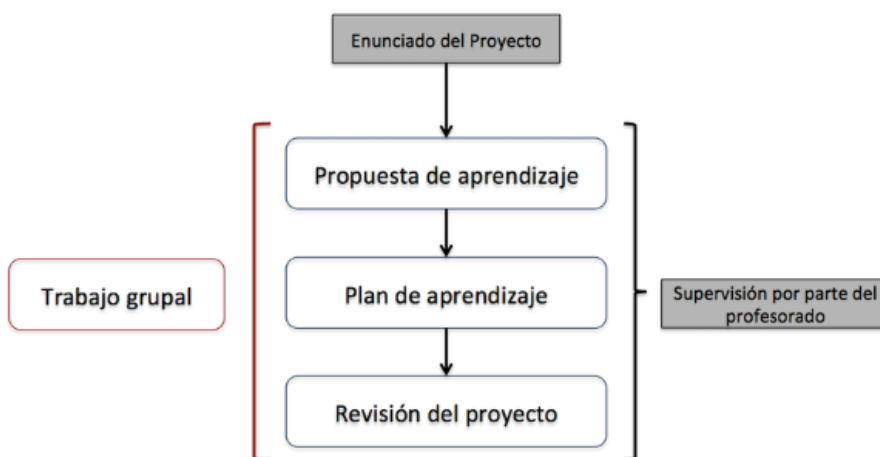 Enunciado del Proyecto
Propuesta de aprendizaje
Trabajo grupal
Plan de aprendizaje
Supervisión por parte del
profesorado
Revisión del proyecto